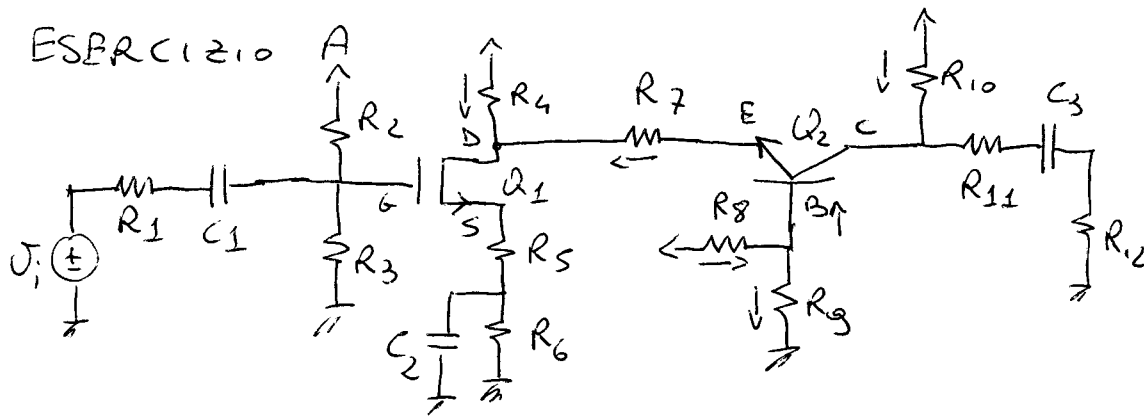 ESERCIZIO A
R2
R4
R7
R10
C3
D
E
Q2
C
R1
C1
G
Q1
S
R8
B
R11
R12
Vi
R3
R5
R9
C2
R6